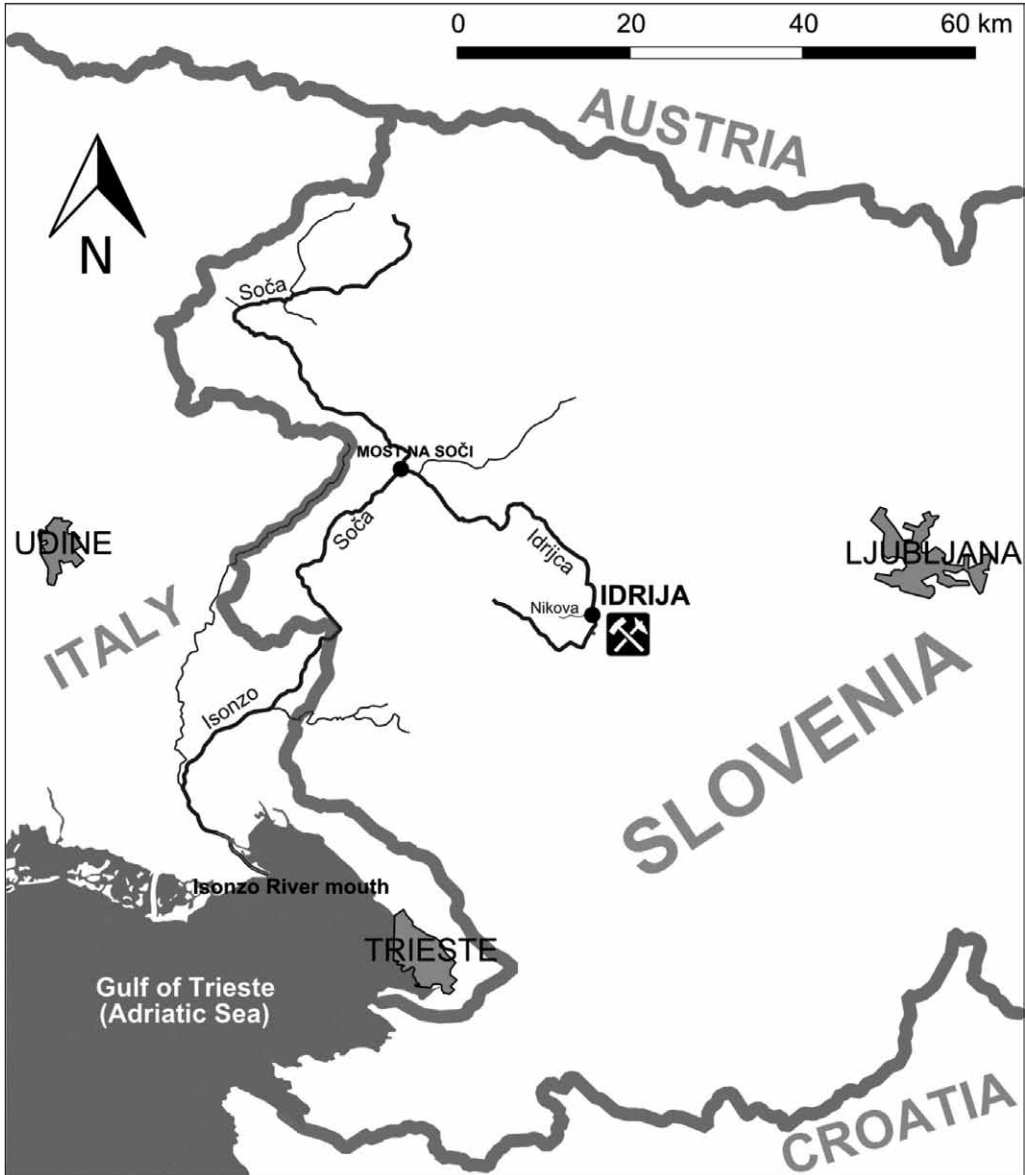 0 20 40 60 km
AUSTRIA
N
Soča
MOST NA SOČI
Soča
Idrijca
UDINE
LJUBLJANA
IDRIJA
Nikova
ITALY
Isonzo
SLOVENIA
Isonzo River mouth
TRIESTE
Gulf of Trieste
(Adriatic Sea)
CROATIA